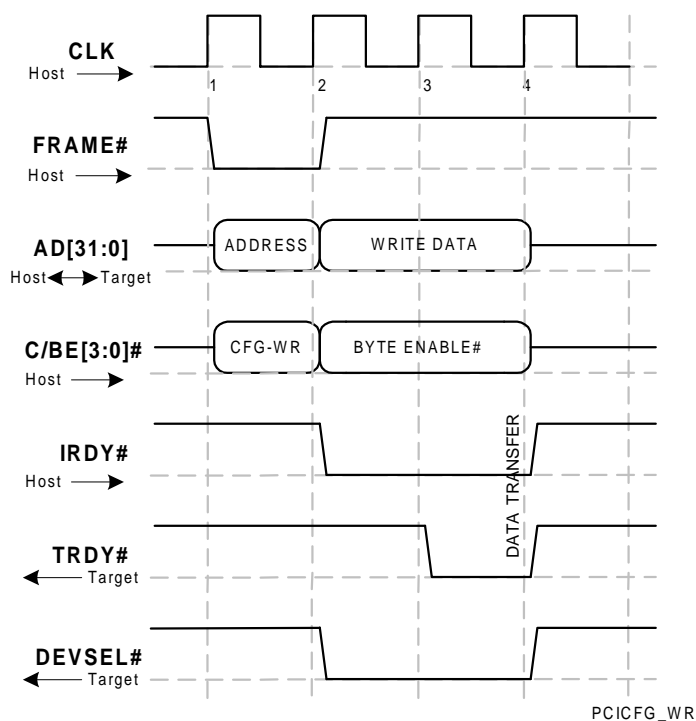 CLK
Host
1 2 3 4
FRAME#
Host
AD[31:0]
ADDRESS WRITE DATA
Host Target
C/BE[3:0]#
CFG-WR BYTE ENABLE#
Host
IRDY#
Host
DATA TRANSFER
TRDY#
Target
DEVSEL#
Target
PCICFG_WR